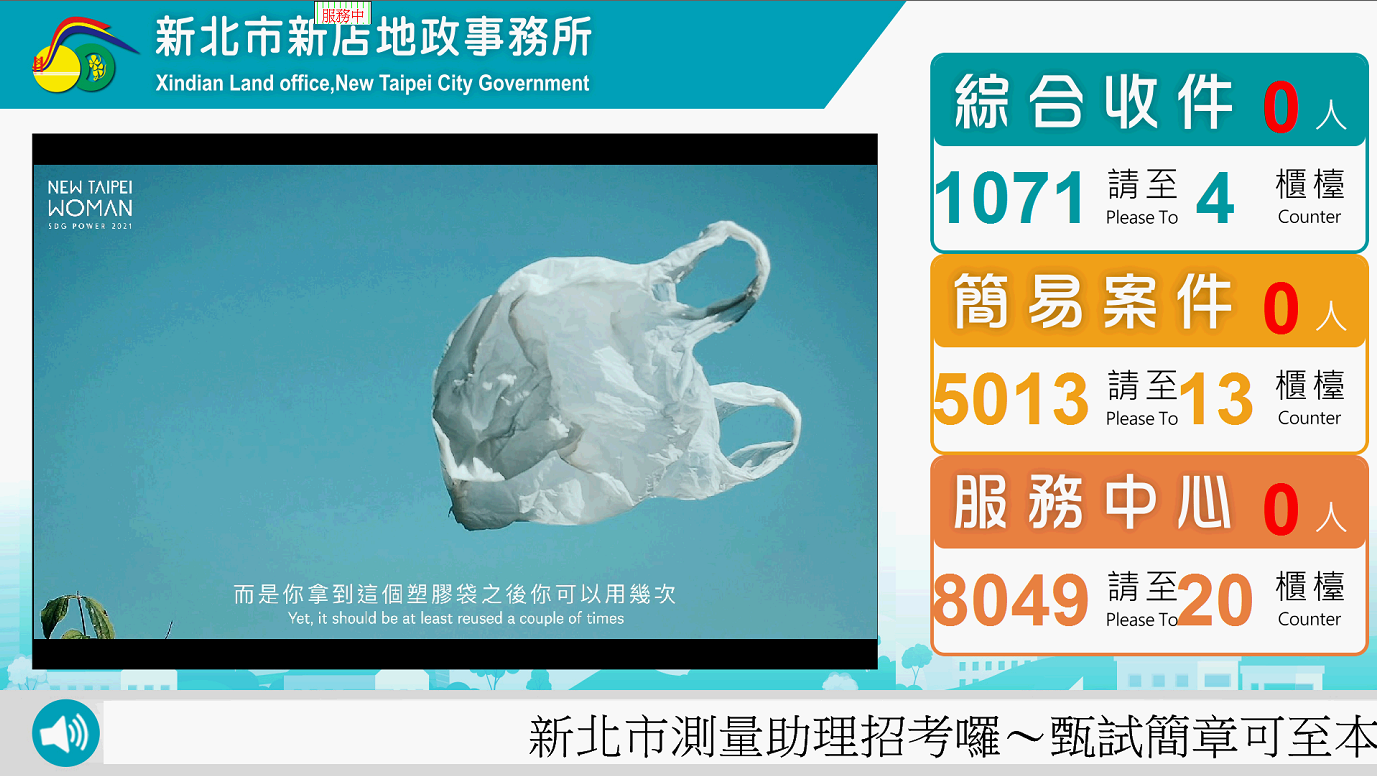 服務中
新北市新店地政事務所
Xindian Land office,New Taipei City Government
NEW TAIPEI
WOMAN
SDG POWER 2021
而是你拿到這個塑膠袋之後你可以用幾次
Yet, it should be at least reused a couple of times
綜合收件 0 人
1071 請至 4 櫃檯
Please To Counter
簡易案件 0 人
5013 請至 13 櫃檯
Please To Counter
服務中心 0 人
8049 請至 20 櫃檯
Please To Counter
新北市測量助理招考囉～甄試簡章可至本